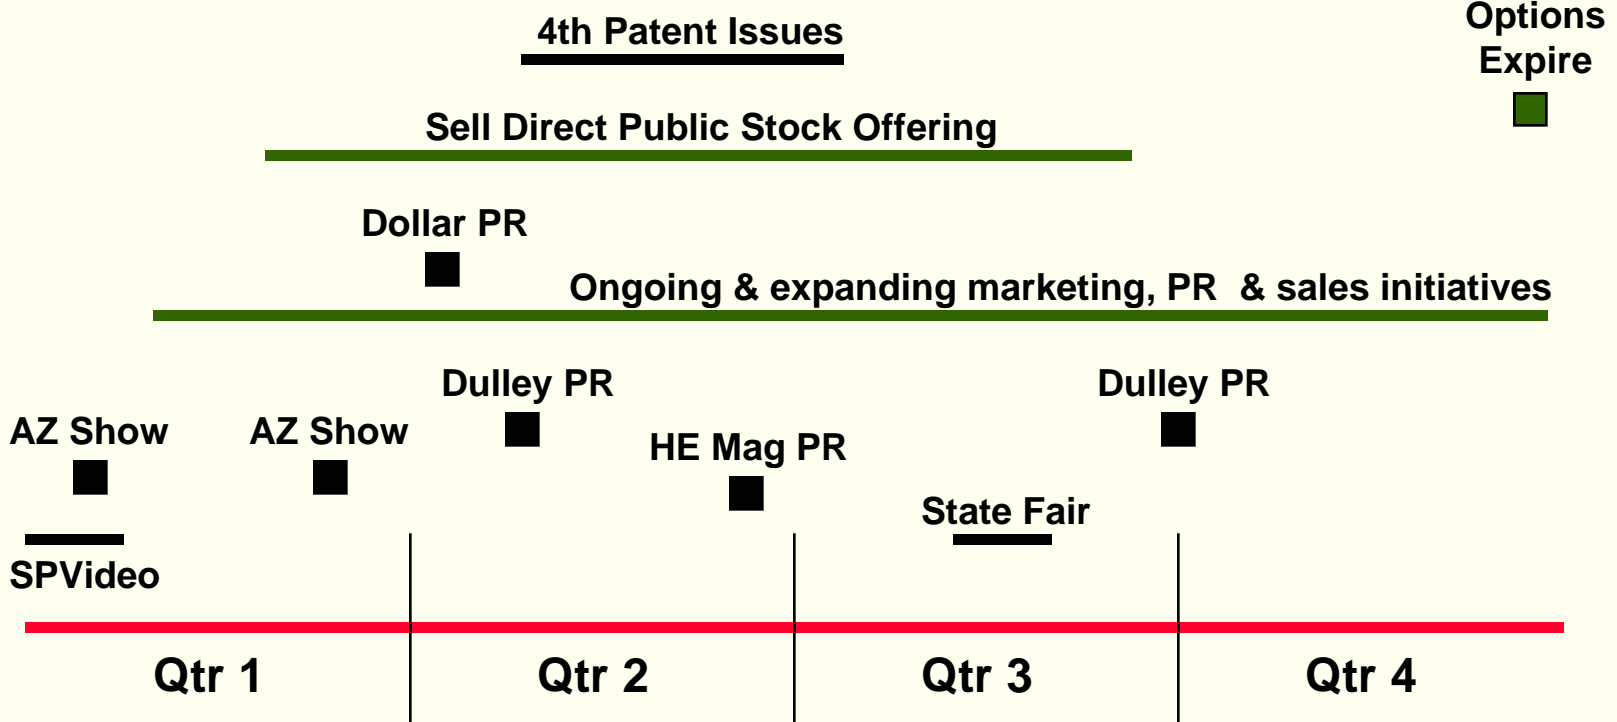 Options
Expire
4th Patent Issues
Sell Direct Public Stock Offering
Dollar PR
Ongoing & expanding marketing, PR & sales initiatives
Dulley PR
Dulley PR
AZ Show
AZ Show
HE Mag PR
State Fair
SPVideo
Qtr 1
Qtr 2
Qtr 3
Qtr 4